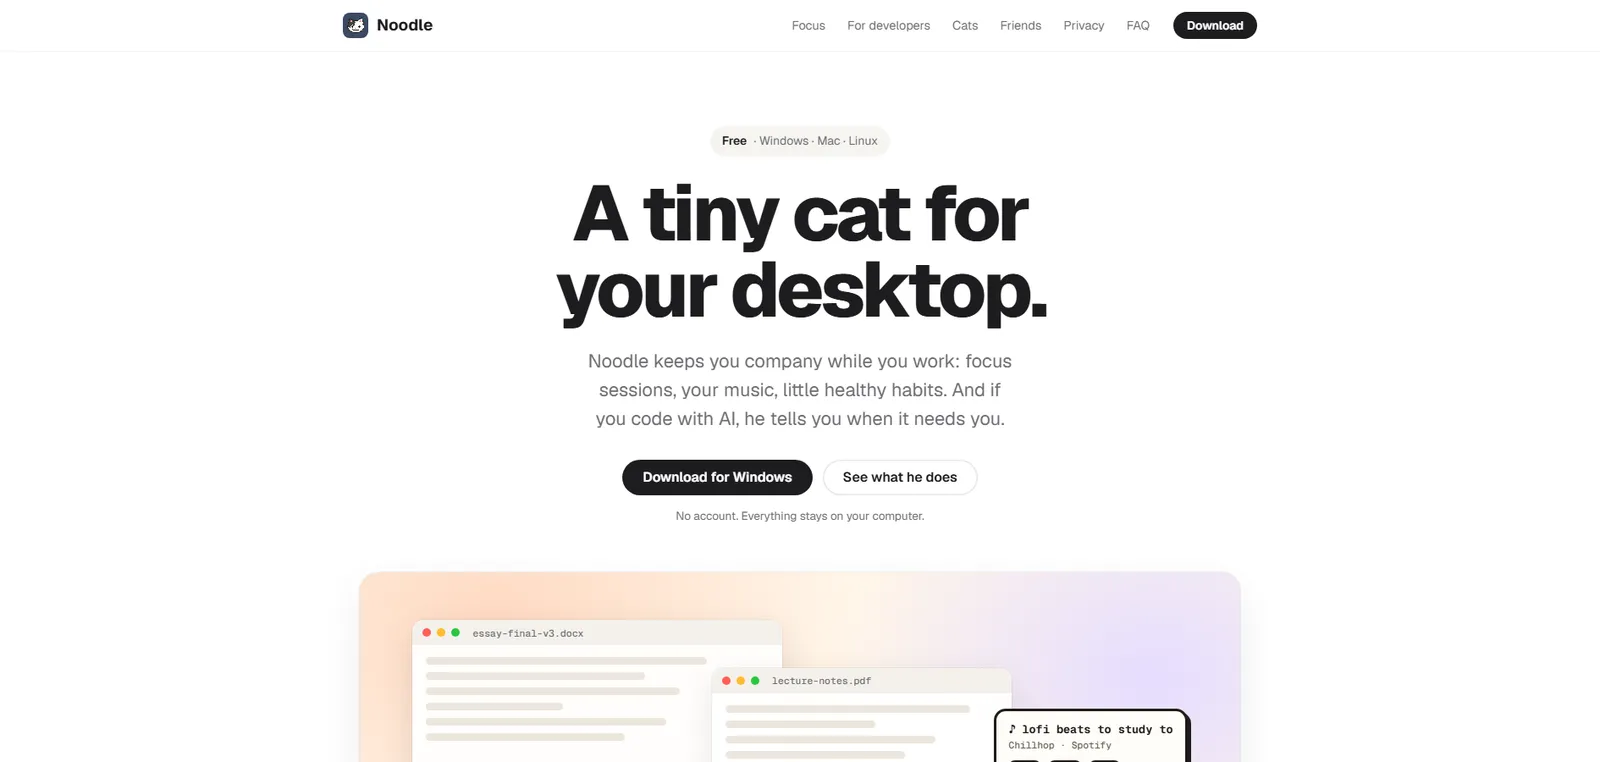 Noodle
Focus
For developers
Cats
Friends
Privacy
FAQ
Download
Free · Windows · Mac · Linux
A tiny cat for
your desktop.
Noodle keeps you company while you work: focus
sessions, your music, little healthy habits. And if
you code with AI, he tells you when it needs you.
Download for Windows
See what he does
No account. Everything stays on your computer.
essay-final-v3.docx
lecture-notes.pdf
♪ lofi beats to study to
Chillhop · Spotify